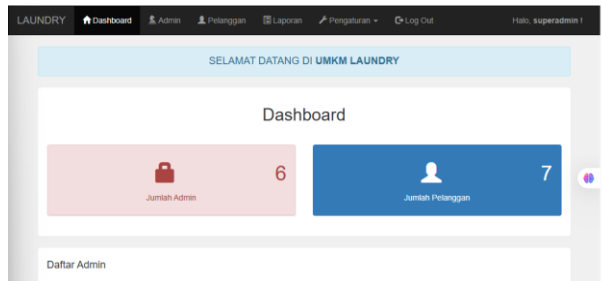 LAUNDRY Dashboard Admin Pelanggan Laporan Pengaturan Log Out Halo, superadmin !
SELAMAT DATANG DI UMKM LAUNDRY
Dashboard
6
Jumlah Admin
7
Jumlah Pelanggan
Daftar Admin